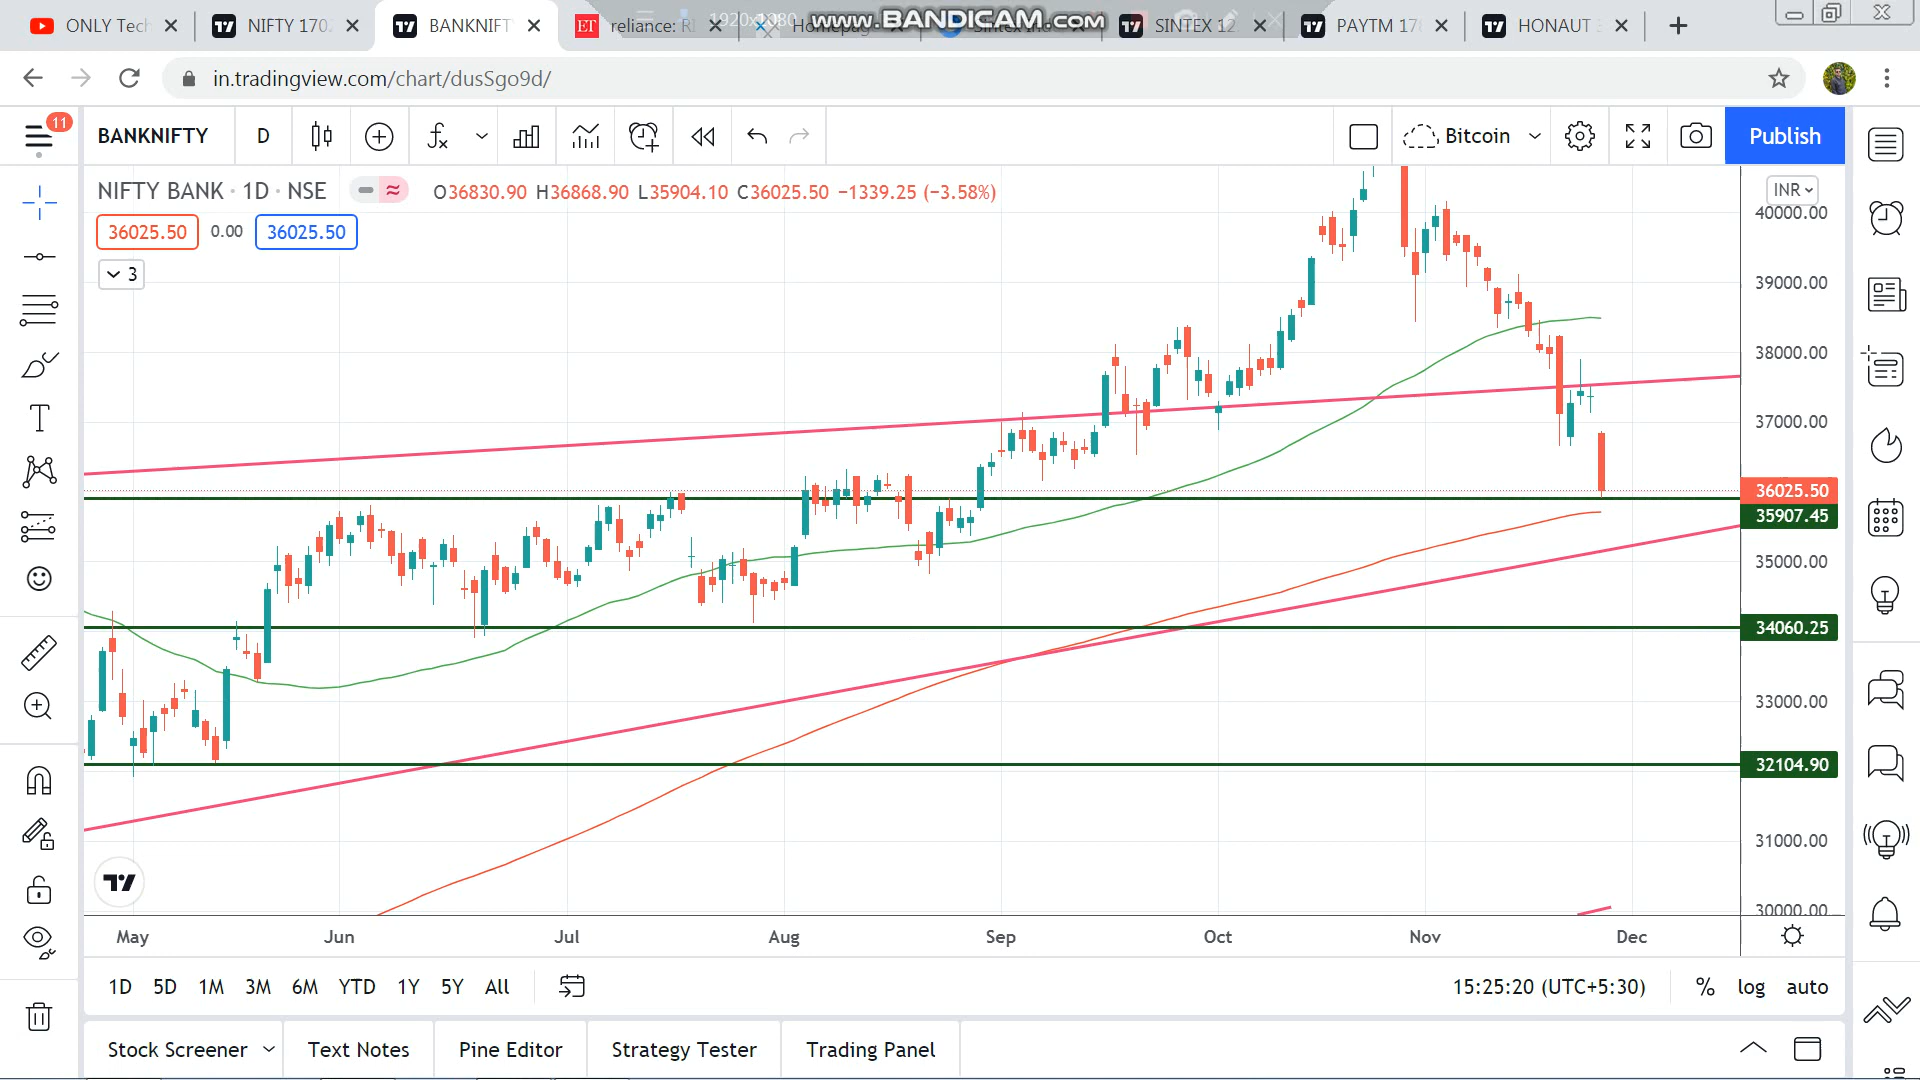 ONLY Tech
NIFTY 170
BANKNIFT
ET
reliance: R
1920x1080
www.BANDICAM.com
SINTEX 12
PAYTM 178
HONAUT 3
in.tradingview.com/chart/dusSgo9d/
11
BANKNIFTY
D
Bitcoin
Publish
NIFTY BANK · 1D · NSE
O36830.90 H36868.90 L35904.10 C36025.50 −1339.25 (−3.58%)
INR
36025.50
0.00
36025.50
3
40000.00
39000.00
38000.00
37000.00
36025.50
35907.45
35000.00
34060.25
33000.00
32104.90
31000.00
30000.00
May
Jun
Jul
Aug
Sep
Oct
Nov
Dec
1D 5D 1M 3M 6M YTD 1Y 5Y All
15:25:20 (UTC+5:30)
% log auto
Stock Screener
Text Notes
Pine Editor
Strategy Tester
Trading Panel